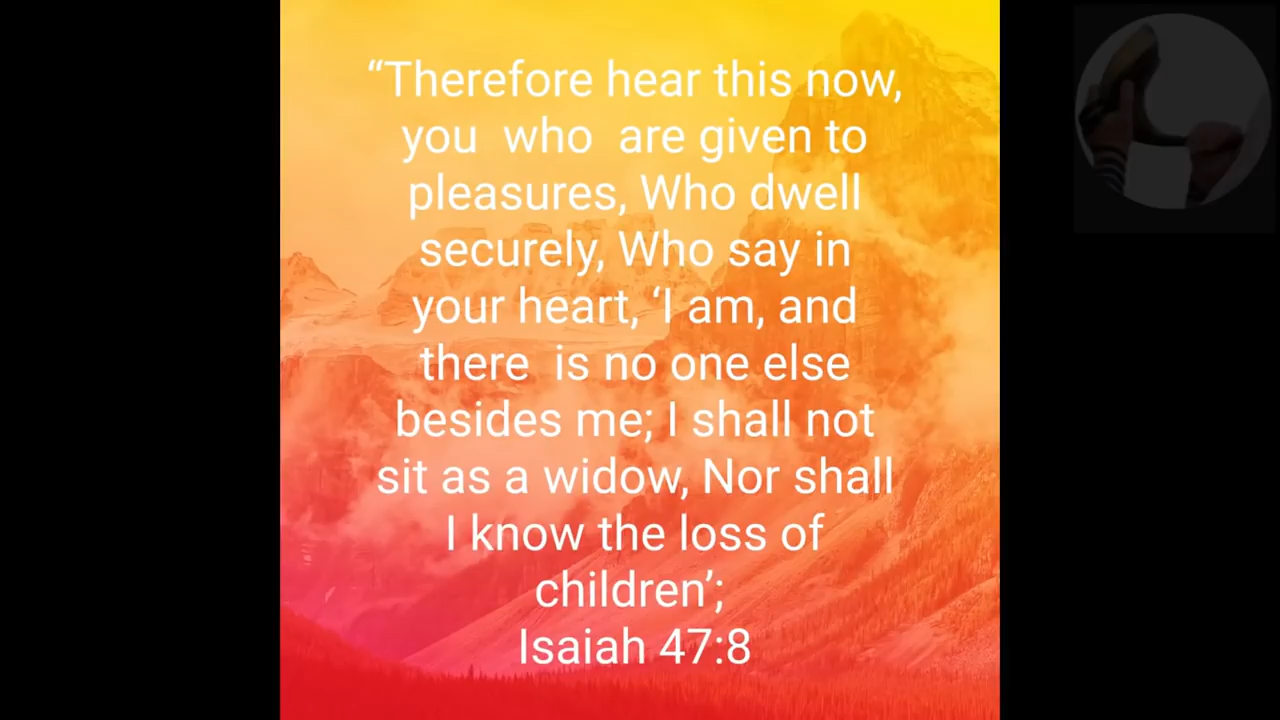 “Therefore hear this now,
you who are given to
pleasures, Who dwell
securely, Who say in
your heart, ‘I am, and
there is no one else
besides me; I shall not
sit as a widow, Nor shall
I know the loss of
children’;
Isaiah 47:8